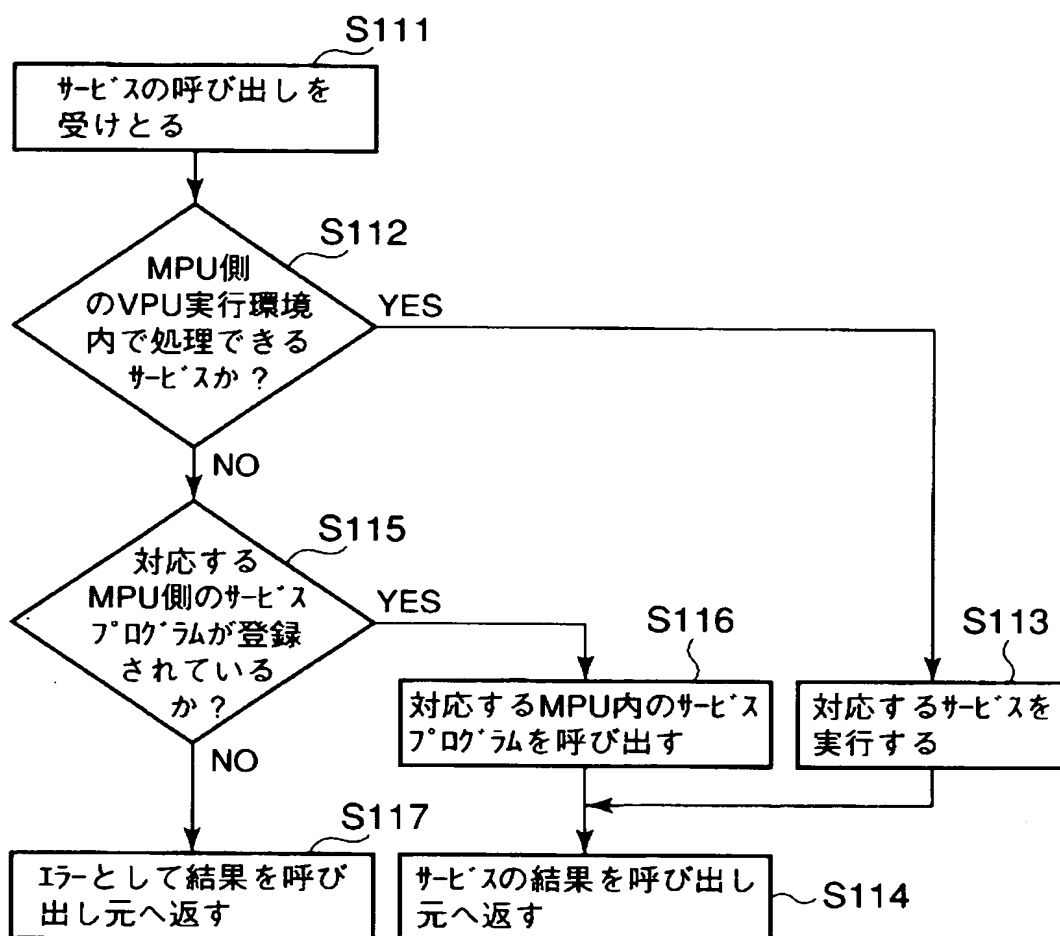 S111
ｻｰﾋﾞｽの呼び出しを
受けとる
S112
MPU側
のVPU実行環境
内で処理できる
ｻｰﾋﾞｽか？
YES
NO
S115
対応する
MPU側のｻｰﾋﾞｽ
ﾌﾟﾛｸﾞﾗﾑが登録
されている
か？
YES
NO
S116
対応するMPU内のｻｰﾋﾞｽ
ﾌﾟﾛｸﾞﾗﾑを呼び出す
S113
対応するｻｰﾋﾞｽを
実行する
S117
ｴﾗｰとして結果を呼び
出し元へ返す
ｻｰﾋﾞｽの結果を呼び出し
元へ返す
S114